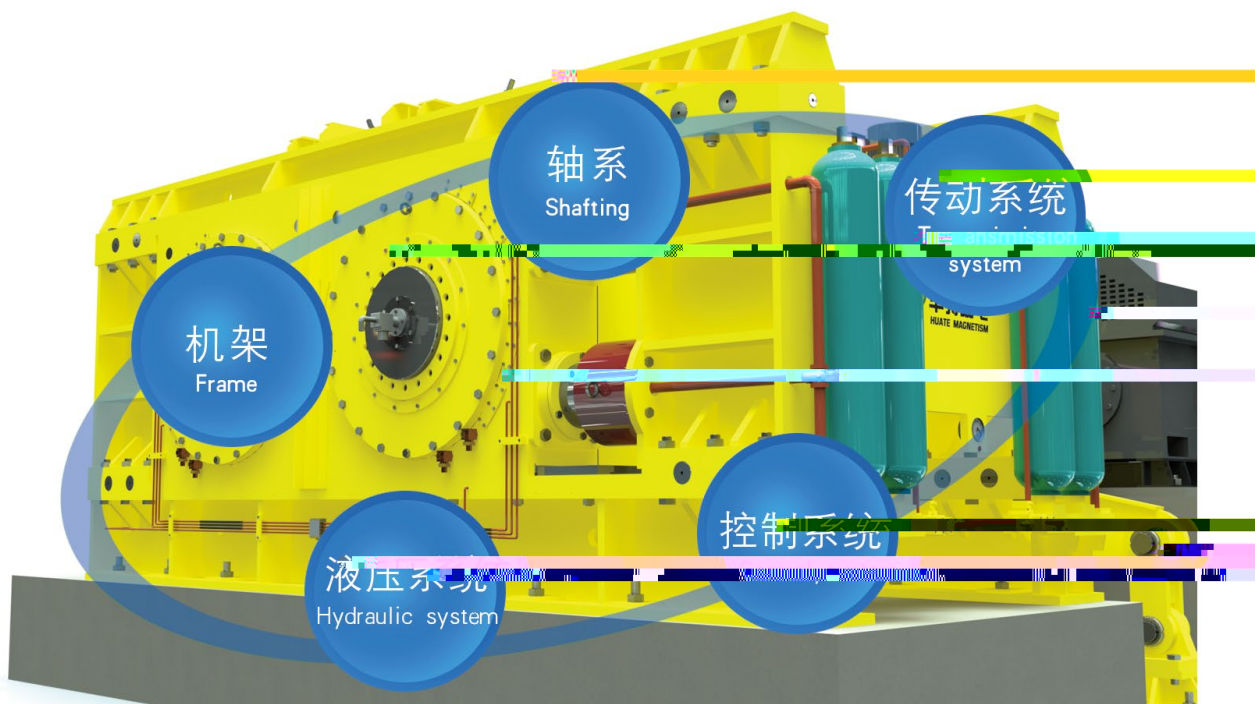 轴系
Shafting
传动系统
system
机架
Frame
HUATE MAGNETISM
控制系统
液压系统
Hydraulic system